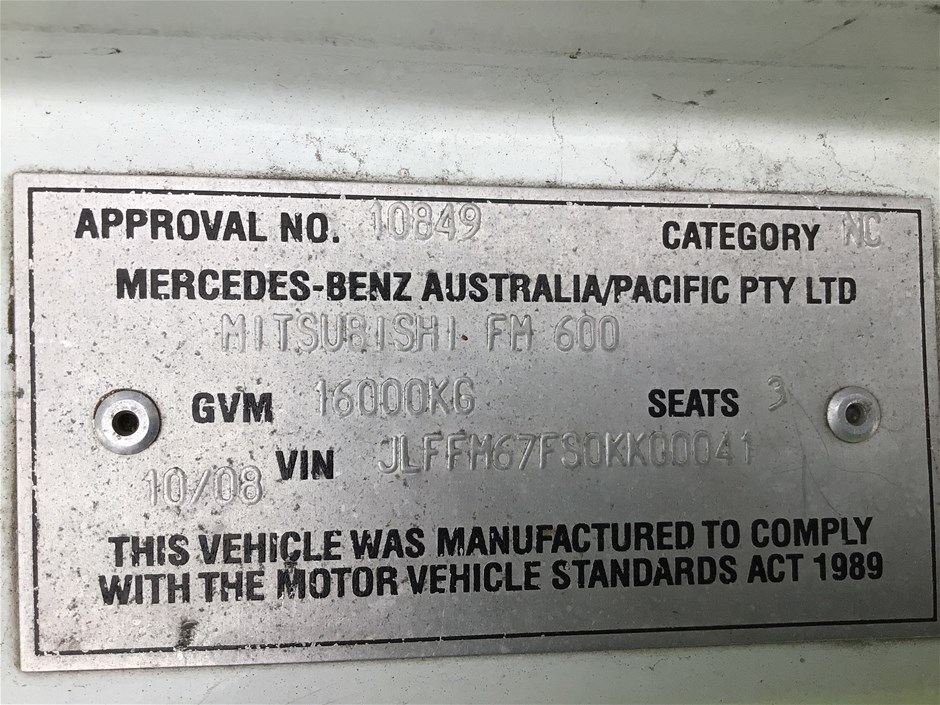 APPROVAL NO. 10849 CATEGORY NC
MERCEDES-BENZ AUSTRALIA/PACIFIC PTY LTD
MITSUBISHI FM 600
GVM 16000KG SEATS 3
10/08 VIN JLFFM67FS0KK00041
THIS VEHICLE WAS MANUFACTURED TO COMPLY
WITH THE MOTOR VEHICLE STANDARDS ACT 1989